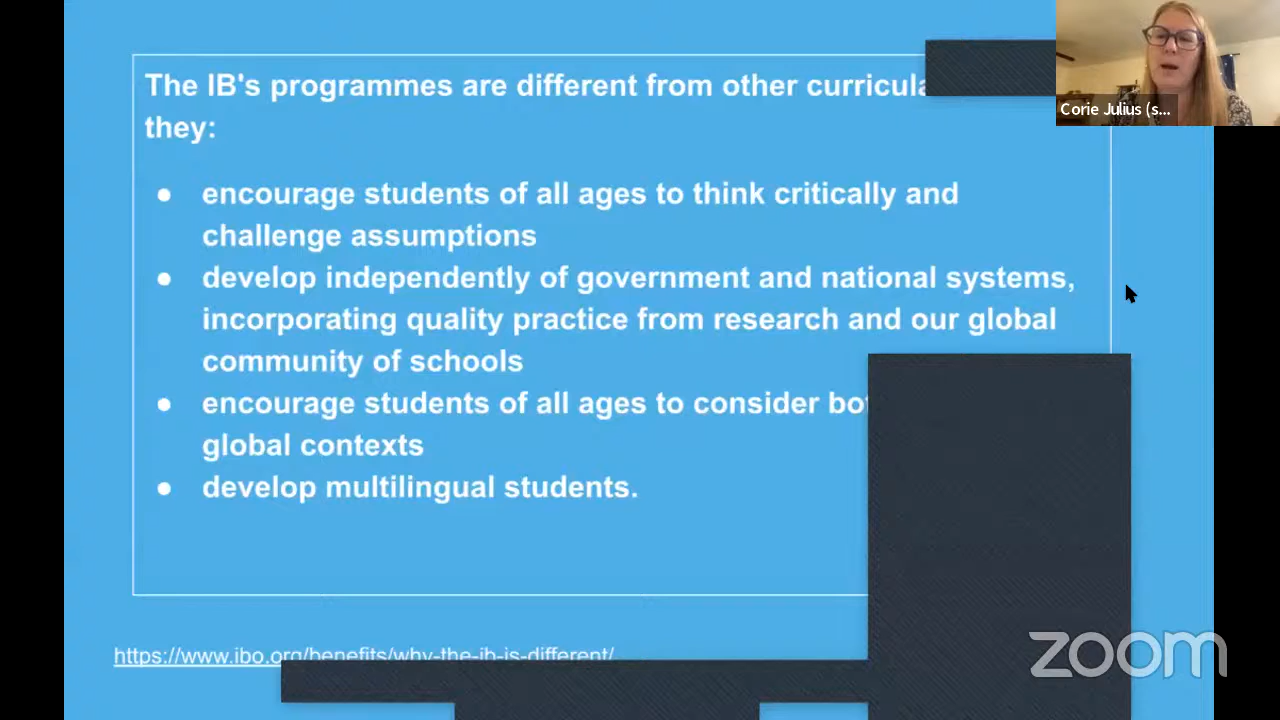 The IB's programmes are different from other curricula
they:
encourage students of all ages to think critically and
challenge assumptions
develop independently of government and national systems,
incorporating quality practice from research and our global
community of schools
encourage students of all ages to consider
global contexts
develop multilingual students.
https://www.ibo.org/benefits/why-the-ib-is-different/
Corie Julius (s...
zoom